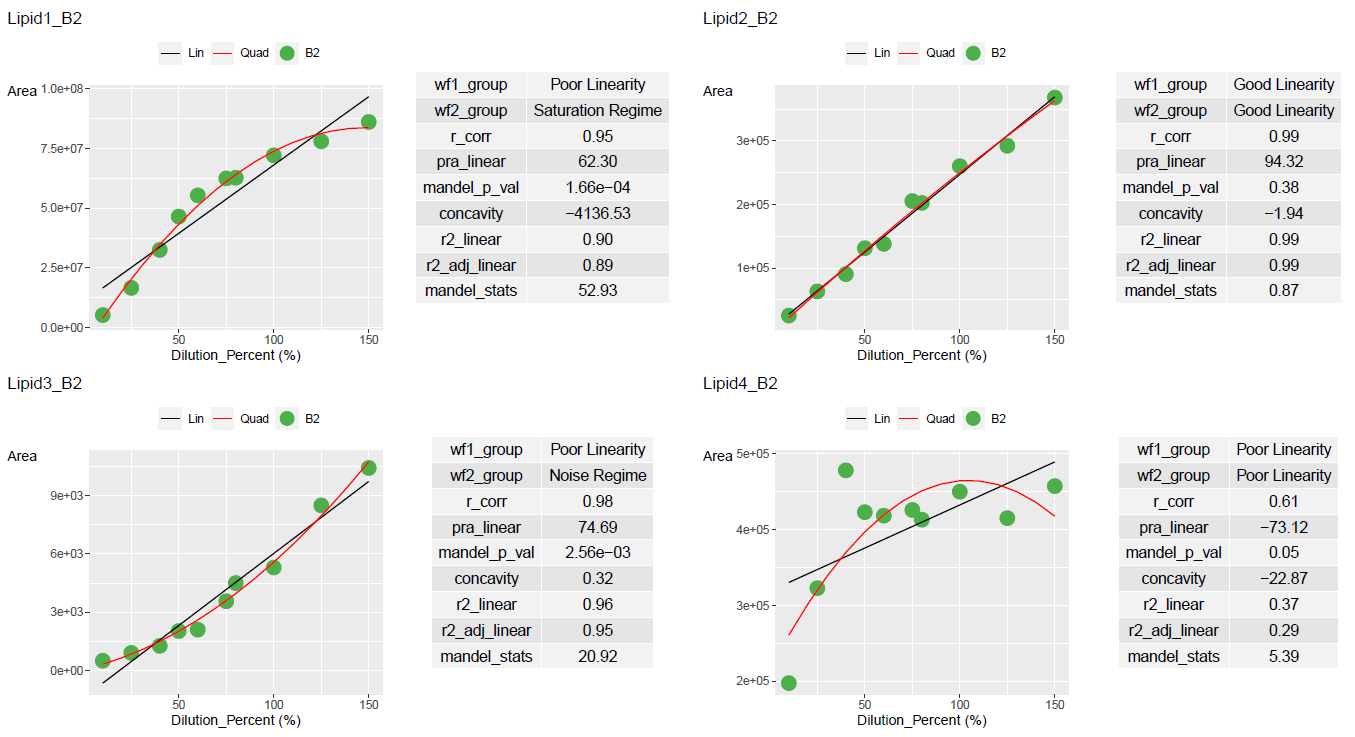 Lipid1_B2
Lin Quad B2
Area
1.0e+08
7.5e+07
5.0e+07
2.5e+07
0.0e+00
50 100 150
Dilution_Percent (%)
wf1_group Poor Linearity
wf2_group Saturation Regime
r_corr 0.95
pra_linear 62.30
mandel_p_val 1.66e−04
concavity −4136.53
r2_linear 0.90
r2_adj_linear 0.89
mandel_stats 52.93
Lipid2_B2
Lin Quad B2
Area
3e+05
2e+05
1e+05
50 100 150
Dilution_Percent (%)
wf1_group Good Linearity
wf2_group Good Linearity
r_corr 0.99
pra_linear 94.32
mandel_p_val 0.38
concavity −1.94
r2_linear 0.99
r2_adj_linear 0.99
mandel_stats 0.87
Lipid3_B2
Lin Quad B2
Area
9e+03
6e+03
3e+03
0e+00
50 100 150
Dilution_Percent (%)
wf1_group Poor Linearity
wf2_group Noise Regime
r_corr 0.98
pra_linear 74.69
mandel_p_val 2.56e−03
concavity 0.32
r2_linear 0.96
r2_adj_linear 0.95
mandel_stats 20.92
Lipid4_B2
Lin Quad B2
Area
5e+05
4e+05
3e+05
2e+05
50 100 150
Dilution_Percent (%)
wf1_group Poor Linearity
wf2_group Poor Linearity
r_corr 0.61
pra_linear −73.12
mandel_p_val 0.05
concavity −22.87
r2_linear 0.37
r2_adj_linear 0.29
mandel_stats 5.39